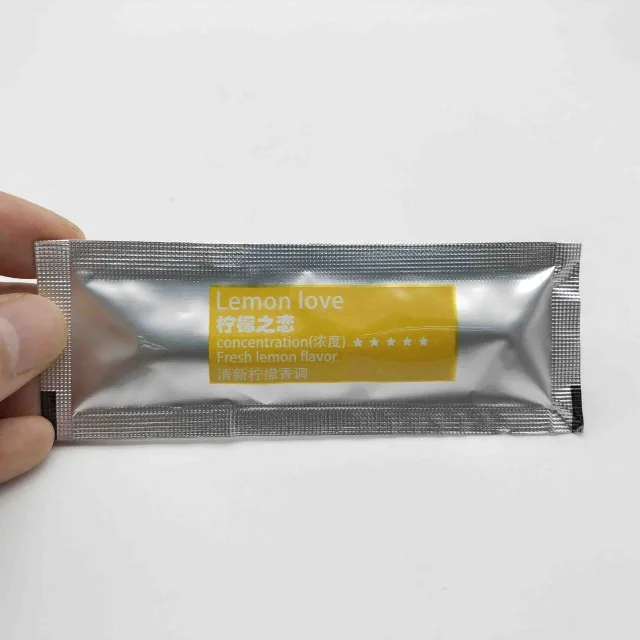 Lemon love
柠檬之恋
concentration(浓度) ★★★★★
Fresh lemon flavor
清新柠檬香调